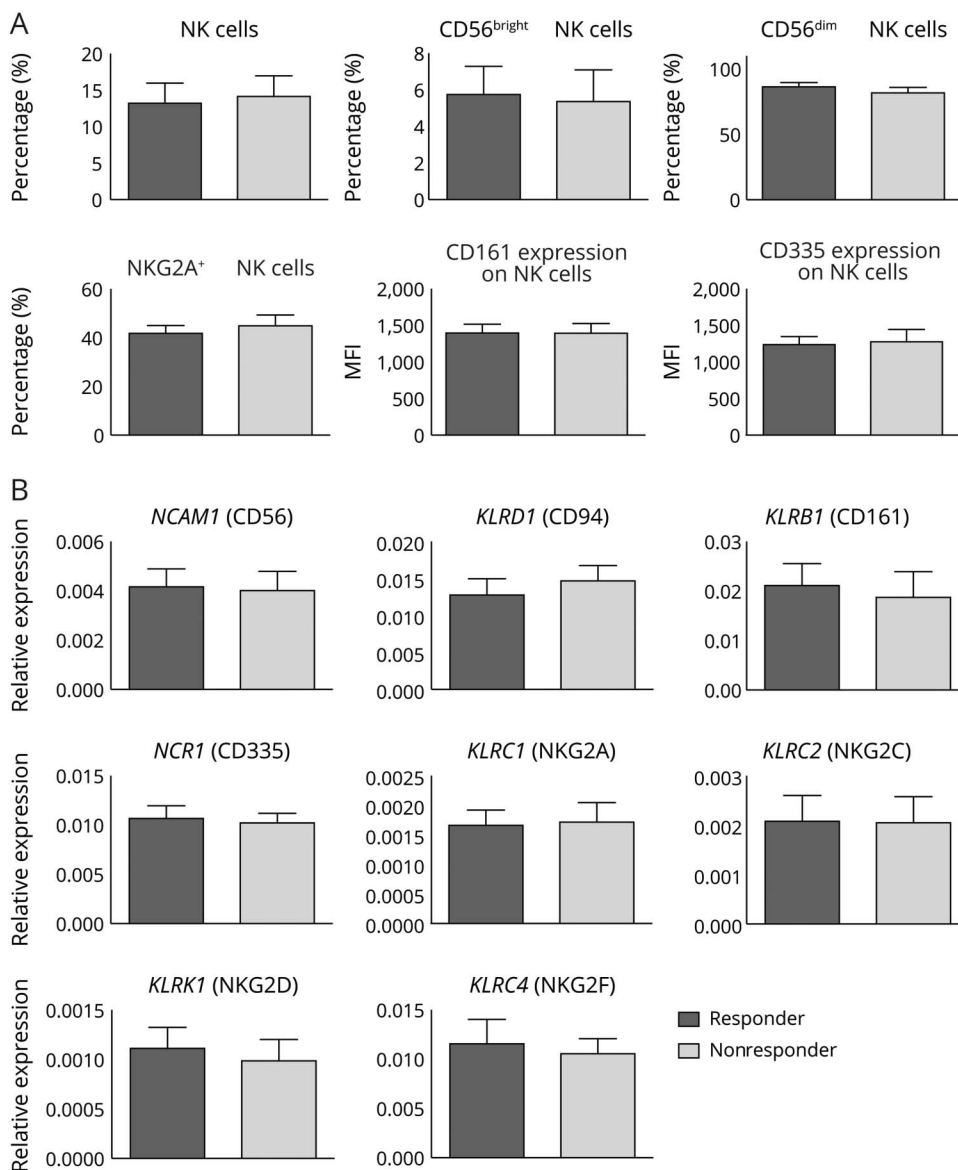 A
NK cells
Percentage (%)
20
15
10
5
0
CD56bright NK cells
Percentage (%)
8
6
4
2
0
CD56dim NK cells
Percentage (%)
100
50
0
NKG2A+ NK cells
Percentage (%)
60
40
20
0
CD161 expression
on NK cells
MFI
2,000
1,500
1,000
500
0
CD335 expression
on NK cells
MFI
2,000
1,500
1,000
500
0
B
NCAM1 (CD56)
Relative expression
0.006
0.004
0.002
0.000
KLRD1 (CD94)
0.020
0.015
0.010
0.005
0.000
KLRB1 (CD161)
0.03
0.02
0.01
0.00
NCR1 (CD335)
Relative expression
0.015
0.010
0.005
0.000
KLRC1 (NKG2A)
0.0025
0.0020
0.0015
0.0010
0.0005
0.0000
KLRC2 (NKG2C)
0.003
0.002
0.001
0.000
KLRK1 (NKG2D)
Relative expression
0.0015
0.0010
0.0005
0.0000
KLRC4 (NKG2F)
0.015
0.010
0.005
0.000
Responder
Nonresponder